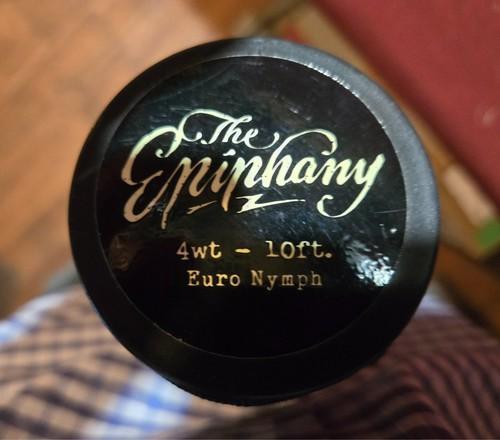 The
Epiphany
4wt - 10ft.
Euro Nymph